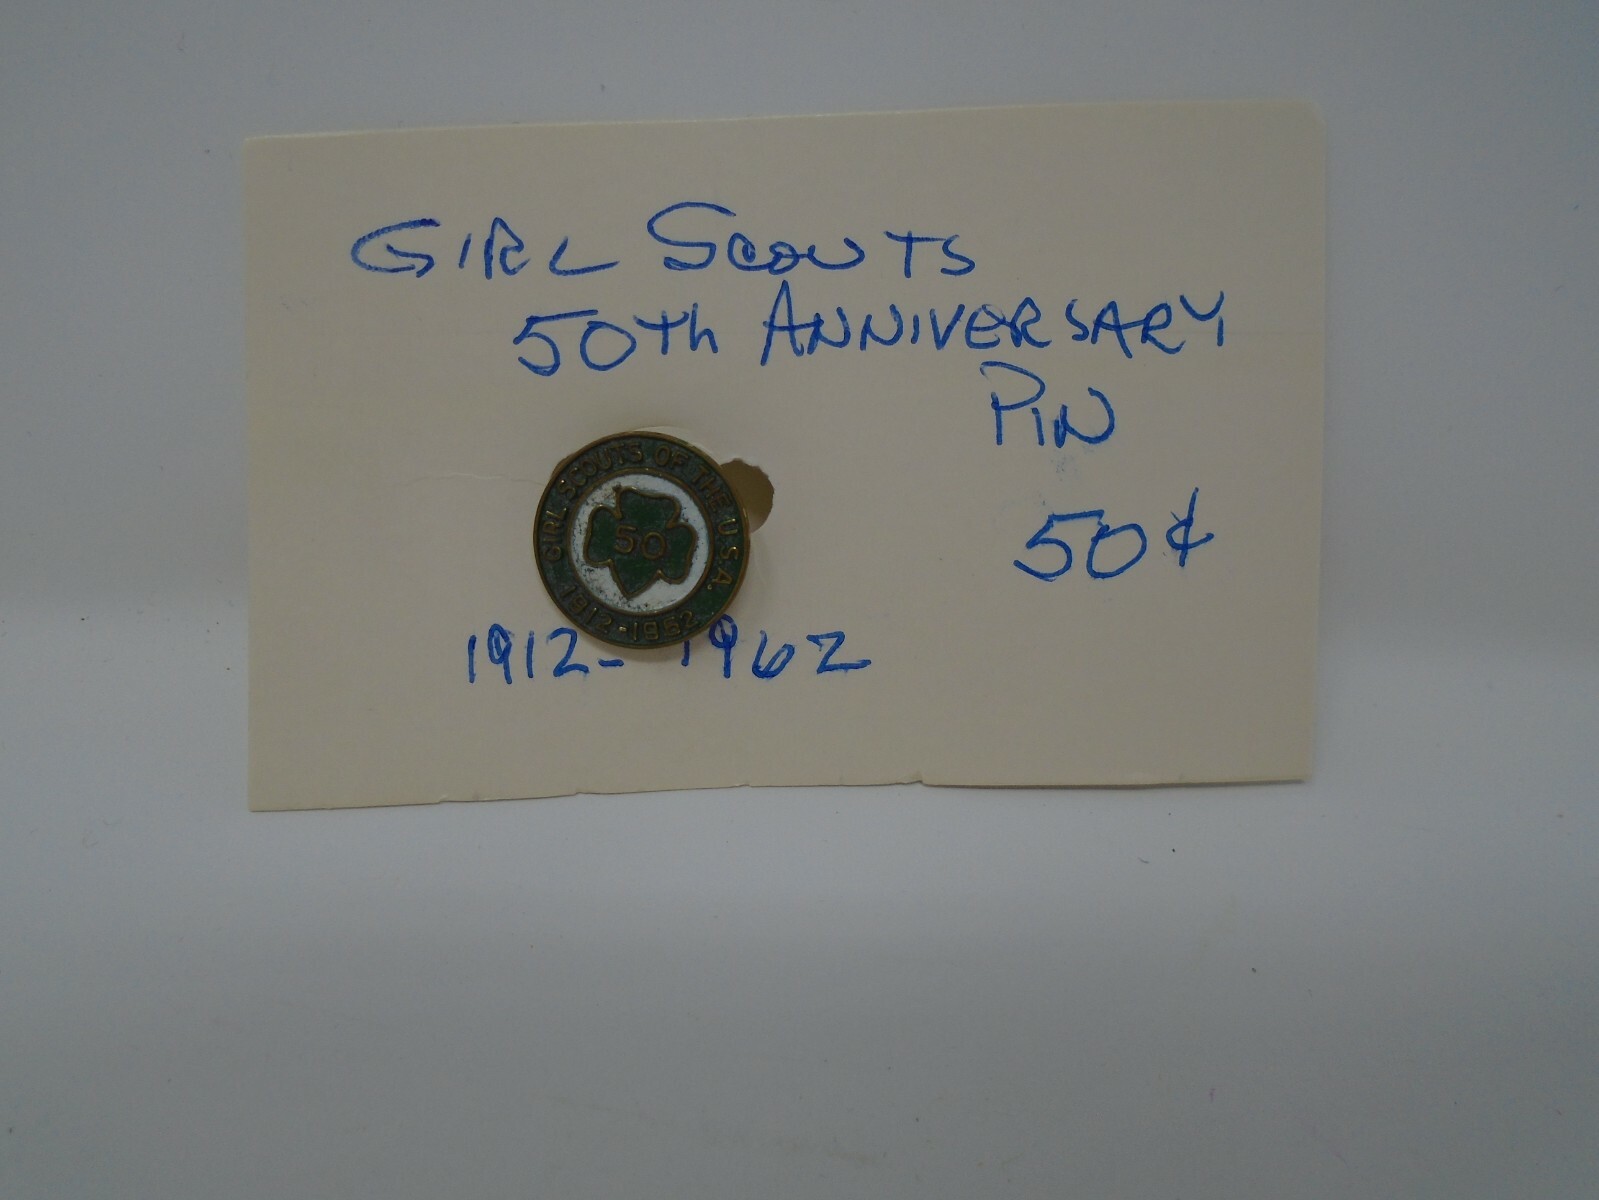 GIRL SCOUTS
50Th ANNIVERSARY
PIN
50¢
GIRL SCOUTS OF THE U.S.A.
50
1912-1962
1912-1962